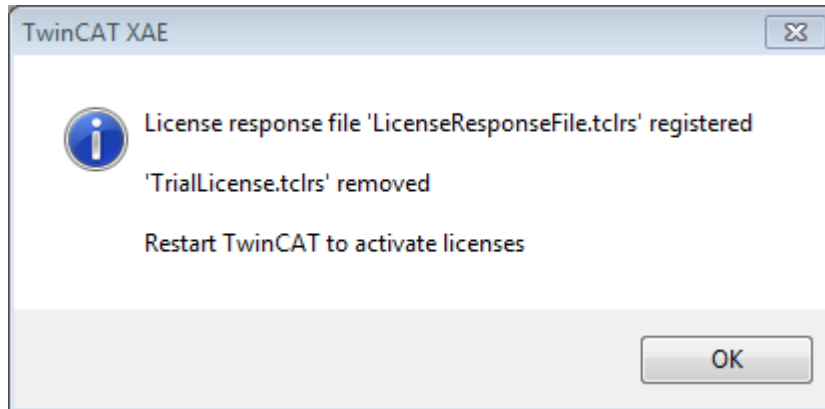 TwinCAT XAE
License response file 'LicenseResponseFile.tclrs' registered
'TrialLicense.tclrs' removed
Restart TwinCAT to activate licenses
OK